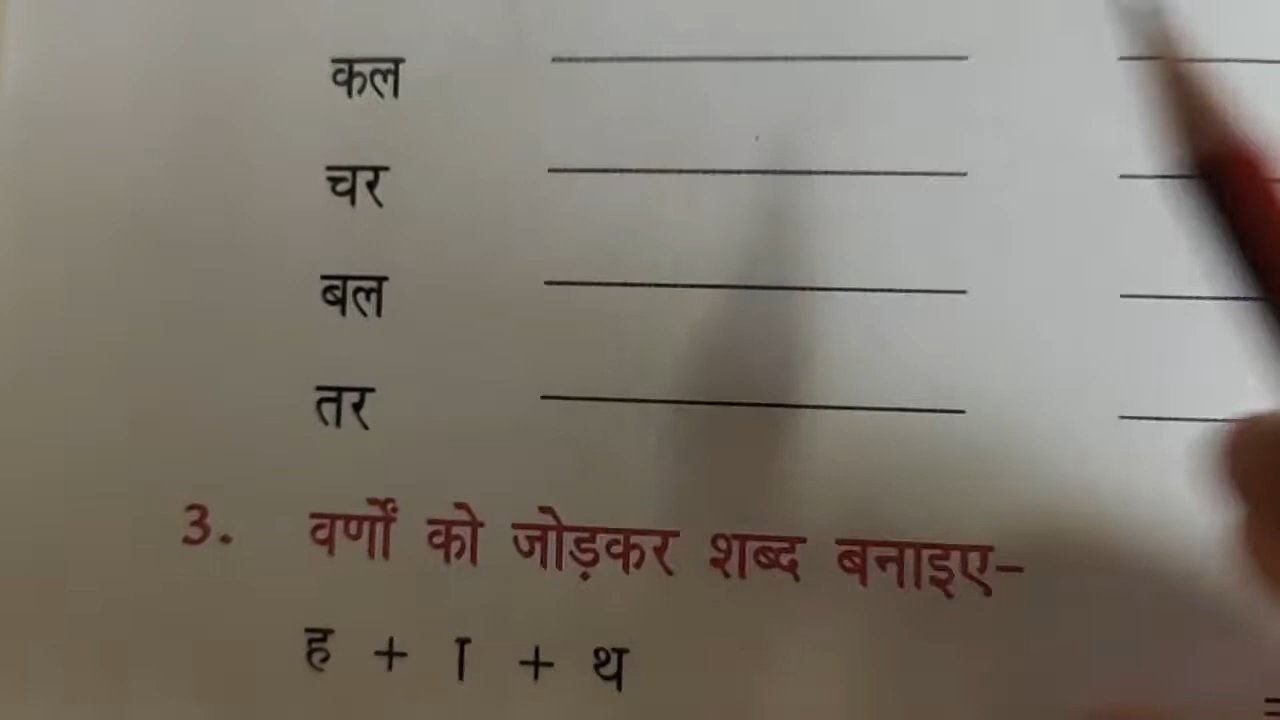 कल
चर
बल
तर
3. वर्णों को जोड़कर शब्द बनाइए–
ह + ा + थ =